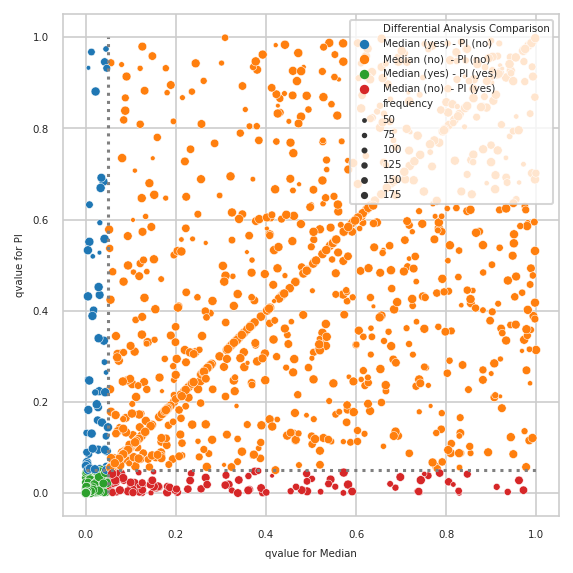 Differential Analysis Comparison
Median (yes) - PI (no)
Median (no) - PI (no)
Median (yes) - PI (yes)
Median (no) - PI (yes)
frequency
50
75
100
125
150
175
1.0
0.8
0.6
0.4
0.2
0.0
qvalue for PI
0.0 0.2 0.4 0.6 0.8 1.0
qvalue for Median